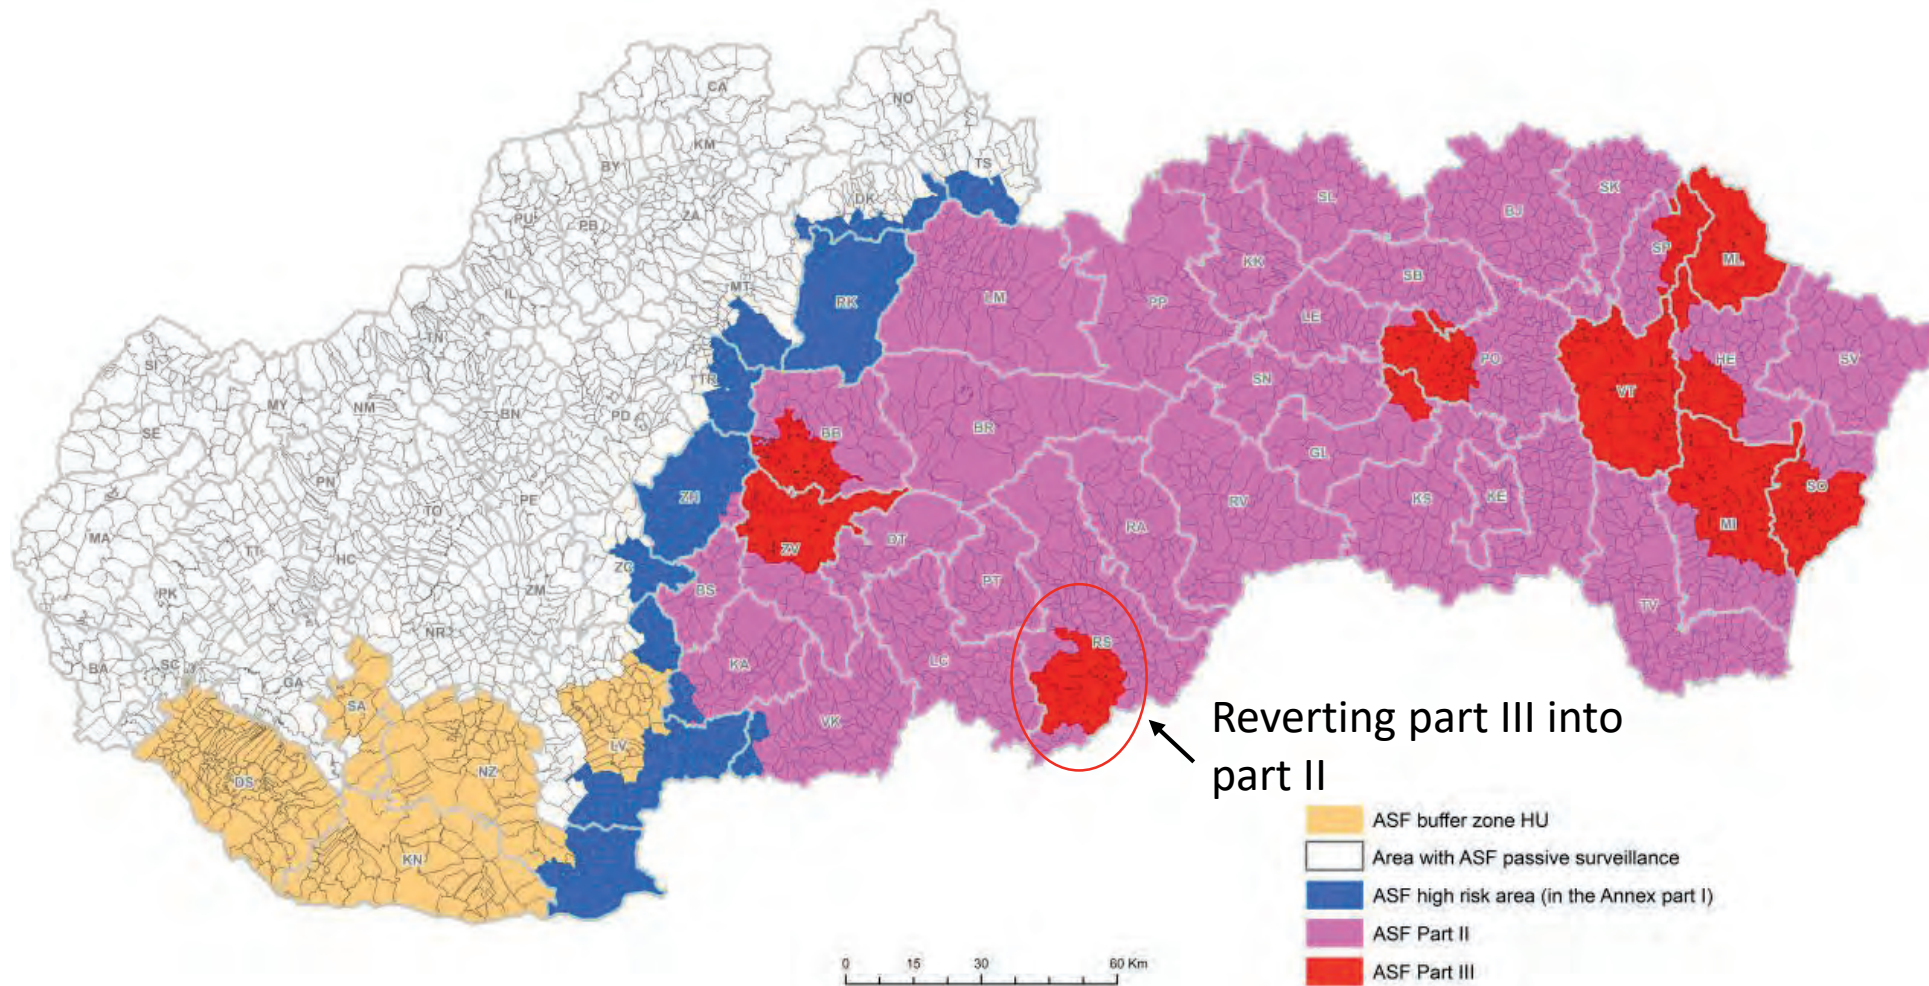 CA
NO
KM
BY
TS
DK
PU
PB
ZA
SK
SL
BJ
SP
ML
KK
SB
MT
RK
LM
PP
IL
TN
LE
PO
HE
SV
SI
TR
SN
VT
MY
NM
BN
PD
SE
BB
BR
GL
PN
PE
ZH
RV
KS
KE
SO
MI
TO
RA
MA
TT
HC
ZV
DT
ZC
PK
ZM
BS
PT
TV
NR
RS
BA
SC
KA
LC
GA
SA
VK
LV
NZ
DS
KN
Reverting part III into
part II
ASF buffer zone HU
Area with ASF passive surveillance
ASF high risk area (in the Annex part I)
ASF Part II
ASF Part III
0 15 30 60 Km